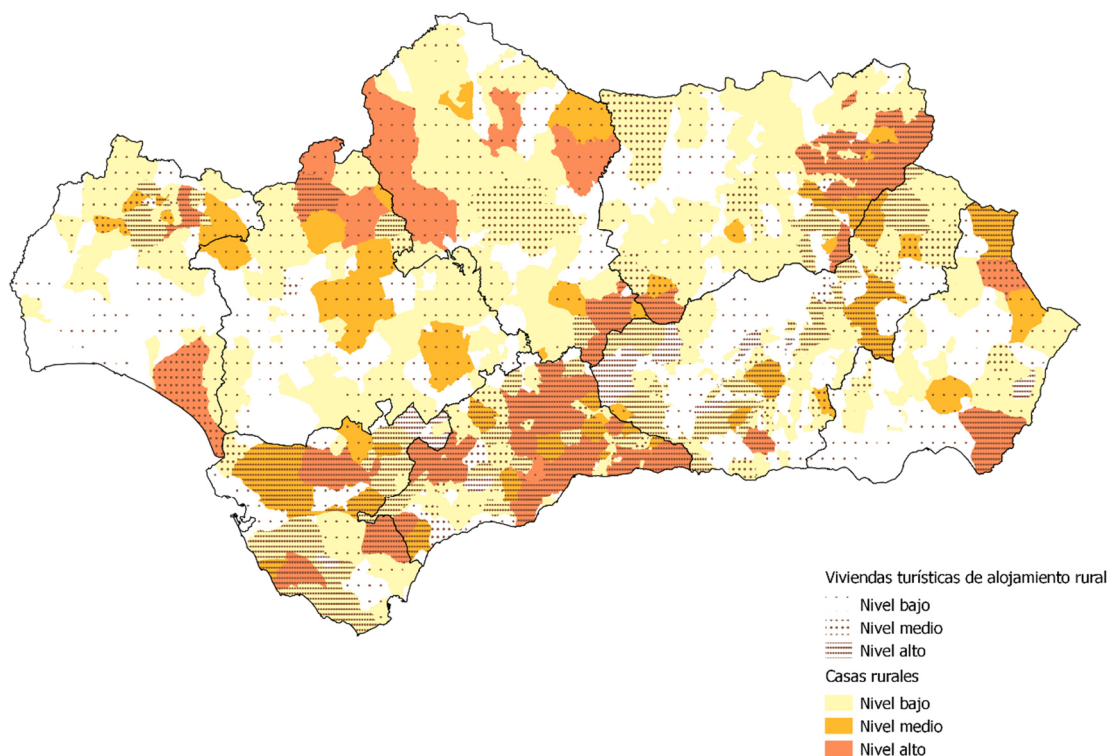 Viviendas turísticas de alojamiento rural
Nivel bajo
Nivel medio
Nivel alto
Casas rurales
Nivel bajo
Nivel medio
Nivel alto